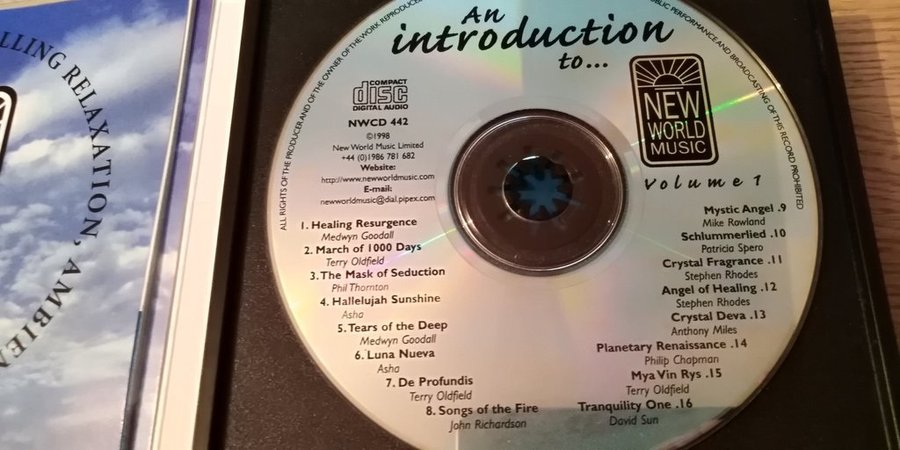 LLING RELAXATION, AMBIEN
ALL RIGHTS OF THE PRODUCER AND OF THE OWNER OF THE WORK REPRODUCED
PUBLIC PERFORMANCE AND BROADCASTING OF THIS RECORD PROHIBITED
An
introduction
to...
COMPACT
disc
DIGITAL AUDIO
NWCD 442
©1998
New World Music Limited
+44 (0)1986 781 682
Website:
http://www.newworldmusic.com
E-mail:
newworldmusic@dial.pipex.com
NEW
WORLD
MUSIC
Volume 1
1. Healing Resurgence
Medwyn Goodall
2. March of 1000 Days
Terry Oldfield
3. The Mask of Seduction
Phil Thornton
4. Hallelujah Sunshine
Asha
5. Tears of the Deep
Medwyn Goodall
6. Luna Nueva
Asha
7. De Profundis
Terry Oldfield
8. Songs of the Fire
John Richardson
Mystic Angel .9
Mike Rowland
Schlummerlied .10
Patricia Spero
Crystal Fragrance .11
Stephen Rhodes
Angel of Healing .12
Stephen Rhodes
Crystal Deva .13
Anthony Miles
Planetary Renaissance .14
Philip Chapman
Mya Vin Rys .15
Terry Oldfield
Tranquility One .16
David Sun